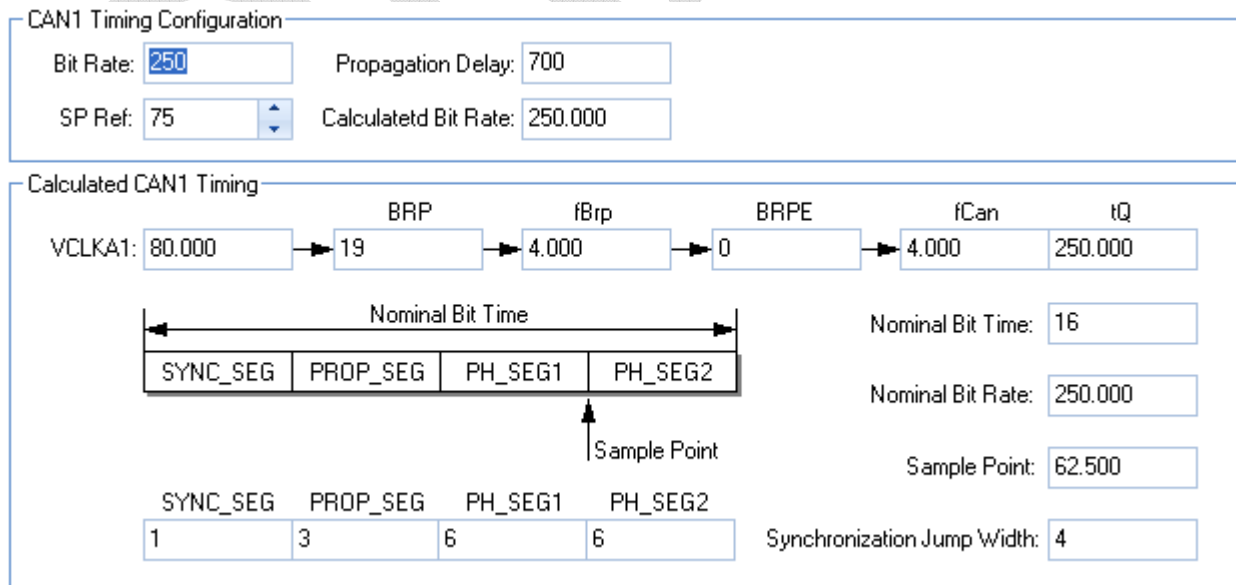 CAN1 Timing Configuration
Bit Rate: 250 Propagation Delay: 700
SP Ref: 75 Calculatetd Bit Rate: 250.000
Calculated CAN1 Timing
BRP fBrp BRPE fCan tQ
VCLKA1: 80.000 19 4.000 0 4.000 250.000
Nominal Bit Time
Nominal Bit Time: 16
SYNC_SEG PROP_SEG PH_SEG1 PH_SEG2
Nominal Bit Rate: 250.000
Sample Point
Sample Point: 62.500
SYNC_SEG PROP_SEG PH_SEG1 PH_SEG2
1 3 6 6 Synchronization Jump Width: 4